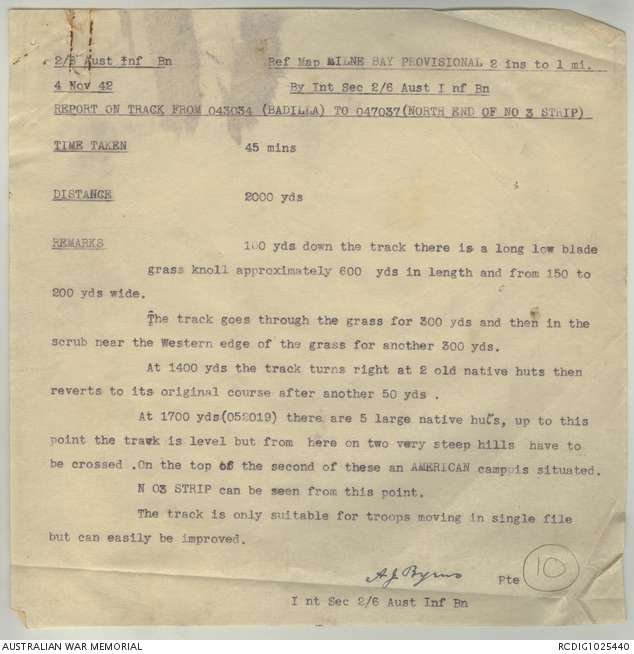 2/6 Aust Inf Bn Ref Map MILNE BAY PROVISIONAL 2 ins to 1 mi.
4 Nov 42 By Int Sec 2/6 Aust I nf Bn
REPORT ON TRACK FROM 043034 (BADILLA) TO 047037(NORTH END OF NO 3 STRIP)
TIME TAKEN 45 mins
DISTANCE 2000 yds
REMARKS 100 yds down the track there is a long low blade
grass knoll approximately 600 yds in length and from 150 to
200 yds wide.
The track goes through the grass for 300 yds and then in the
scrub near the Western edge of the grass for another 300 yds.
At 1400 yds the track turns right at 2 old native huts then
reverts to its original course after another 50 yds .
At 1700 yds(052019) there are 5 large native huts, up to this
point the track is level but from here on two very steep hills have to
be crossed .On the top of the second of these an AMERICAN campois situated.
N O3 STRIP can be seen from this point.
The track is only suitable for troops moving in single file
but can easily be improved.
A J Byrns Pte 10
I nt Sec 2/6 Aust Inf Bn
AUSTRALIAN WAR MEMORIAL RCDIG1025440